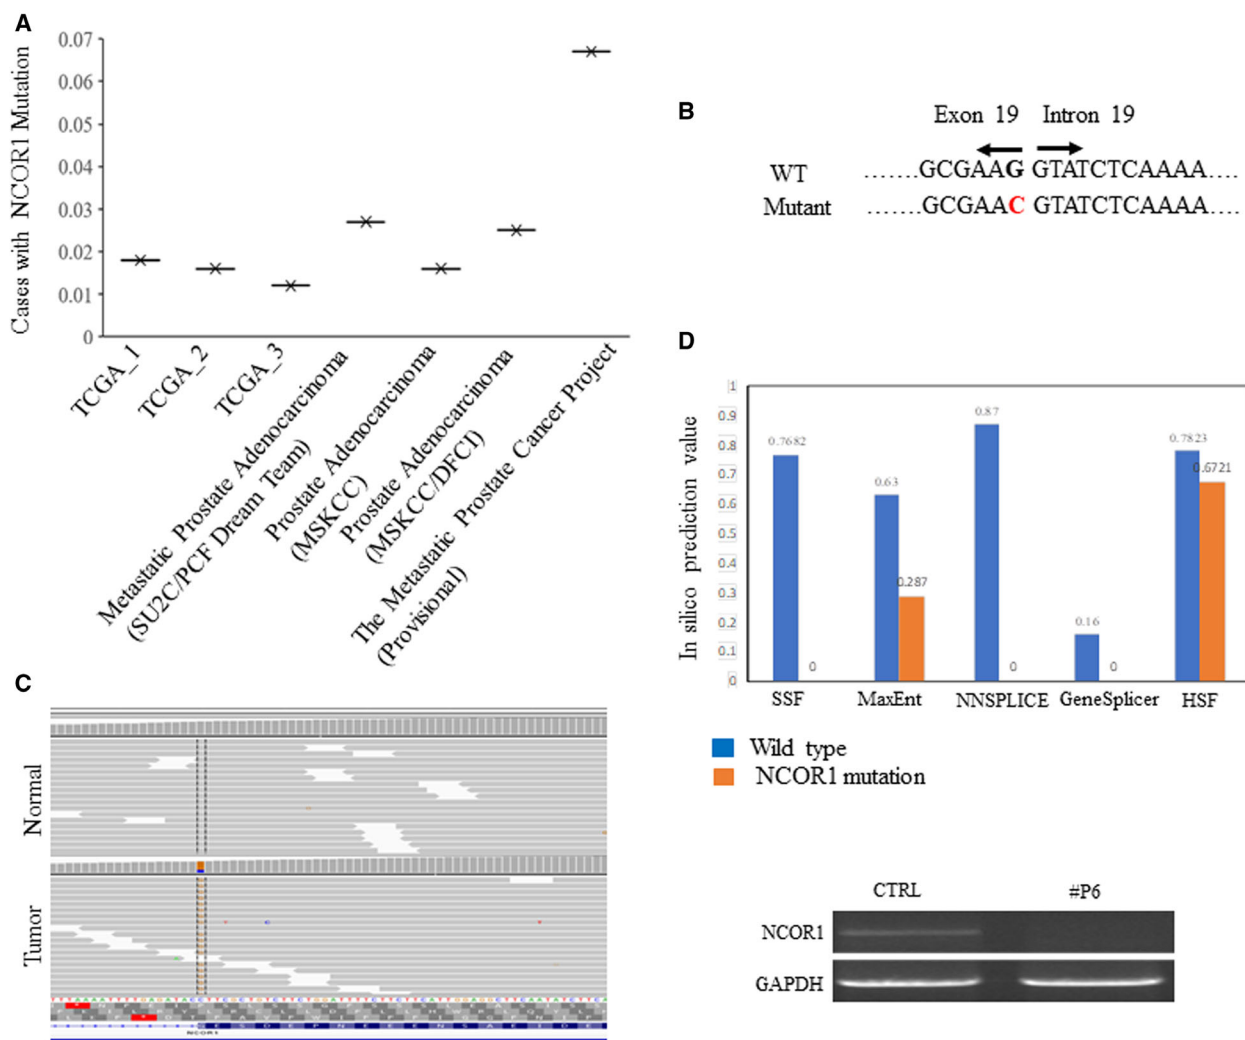 A
Cases with NCOR1 Mutation
0.07
0.06
0.05
0.04
0.03
0.02
0.01
0
TCGA_1
TCGA_2
TCGA_3
Metastatic Prostate Adenocarcinoma
(SU2C/PCF Dream Team)
Prostate Adenocarcinoma
(MSKCC)
Prostate Adenocarcinoma
(MSKCC/DFCI)
The Metastatic Prostate Cancer Project
(Provisional)
B
Exon 19 Intron 19
WT .......GCGAAG GTATCTCAAAA....
Mutant .......GCGAAC GTATCTCAAAA....
C
Normal
Tumor
NCOR1
E S D E P N E E E N S A E I D E
D
In silico prediction value
1
0.9
0.8
0.7
0.6
0.5
0.4
0.3
0.2
0.1
0
0.7682
0
0.63
0.287
0.87
0
0.16
0
0.7823
0.6721
SSF
MaxEnt
NNSPLICE
GeneSplicer
HSF
Wild type
NCOR1 mutation
CTRL #P6
NCOR1
GAPDH